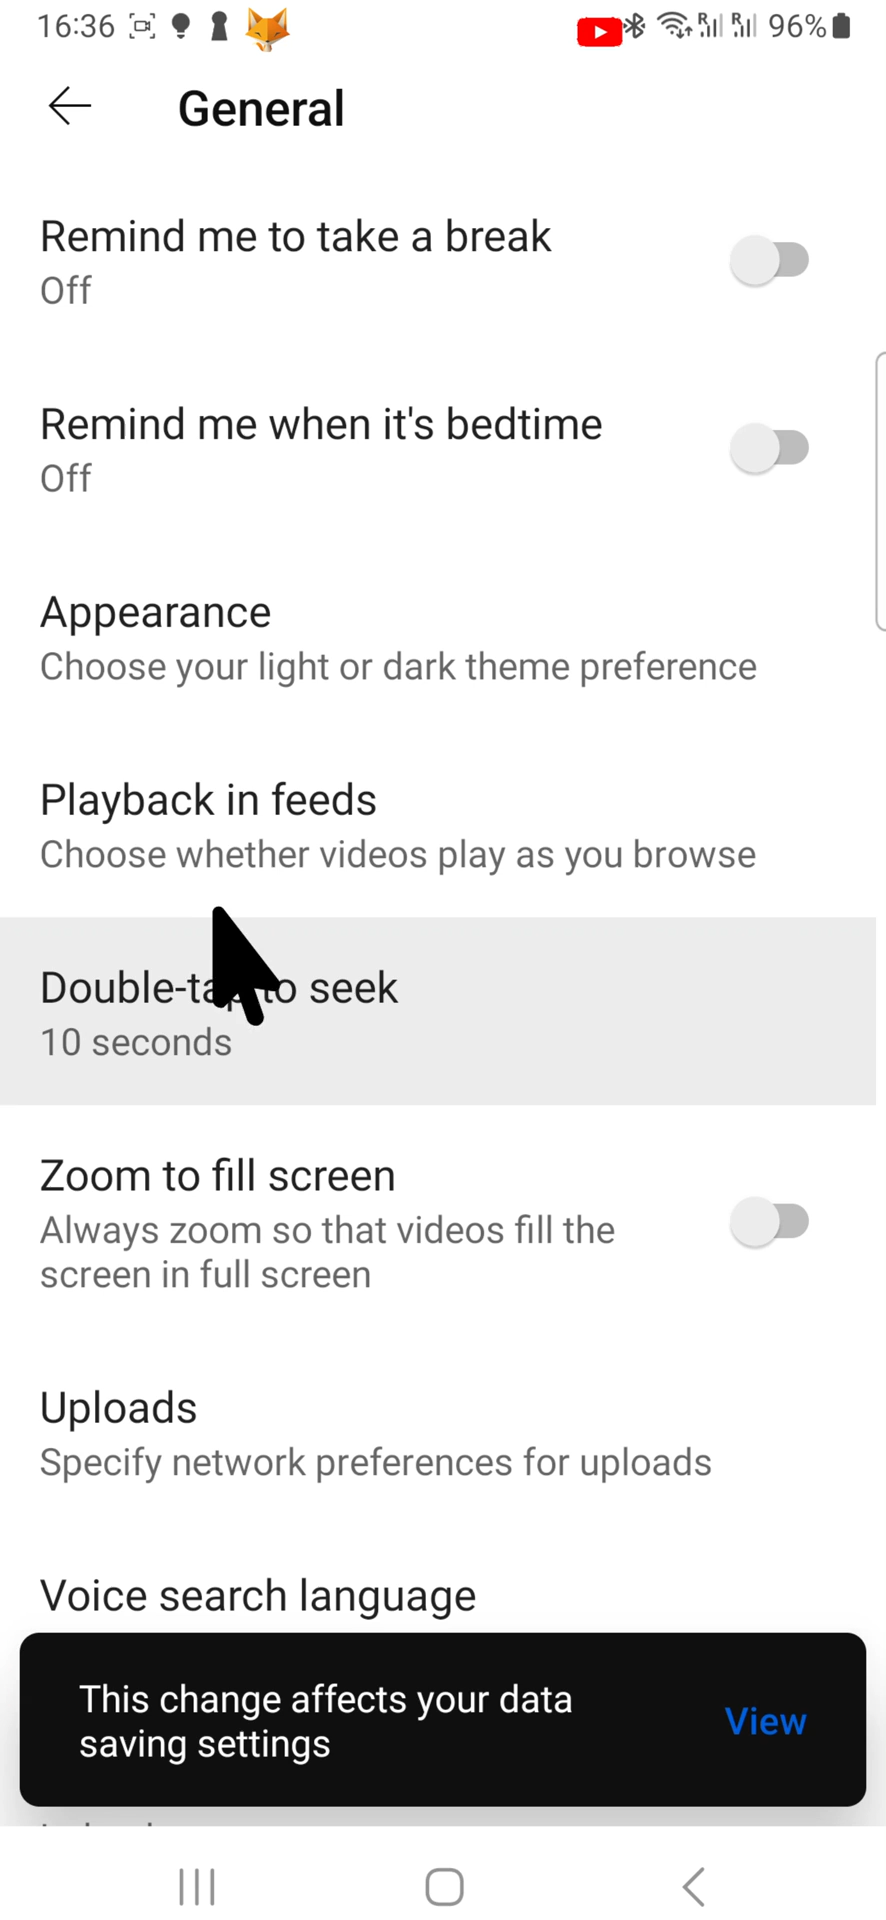 16:36 96%
General
Remind me to take a break
Off
Remind me when it's bedtime
Off
Appearance
Choose your light or dark theme preference
Playback in feeds
Choose whether videos play as you browse
Double-tap to seek
10 seconds
Zoom to fill screen
Always zoom so that videos fill the
screen in full screen
Uploads
Specify network preferences for uploads
Voice search language
This change affects your data
saving settings
View